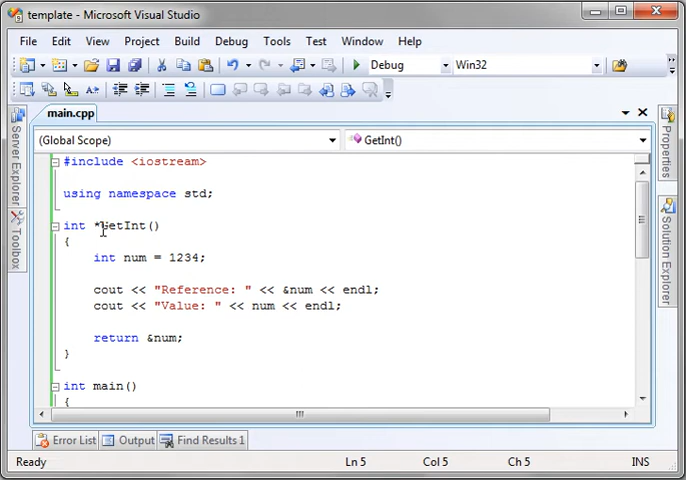 template - Microsoft Visual Studio
File Edit View Project Build Debug Tools Test Window Help
Debug Win32
main.cpp
(Global Scope) GetInt()
#include <iostream>
using namespace std;
int *GetInt()
{
int num = 1234;
cout << "Reference: " << &num << endl;
cout << "Value: " << num << endl;
return &num;
}
int main()
{
Server Explorer
Toolbox
Properties
Solution Explorer
Error List Output Find Results 1
Ready Ln 5 Col 5 Ch 5 INS